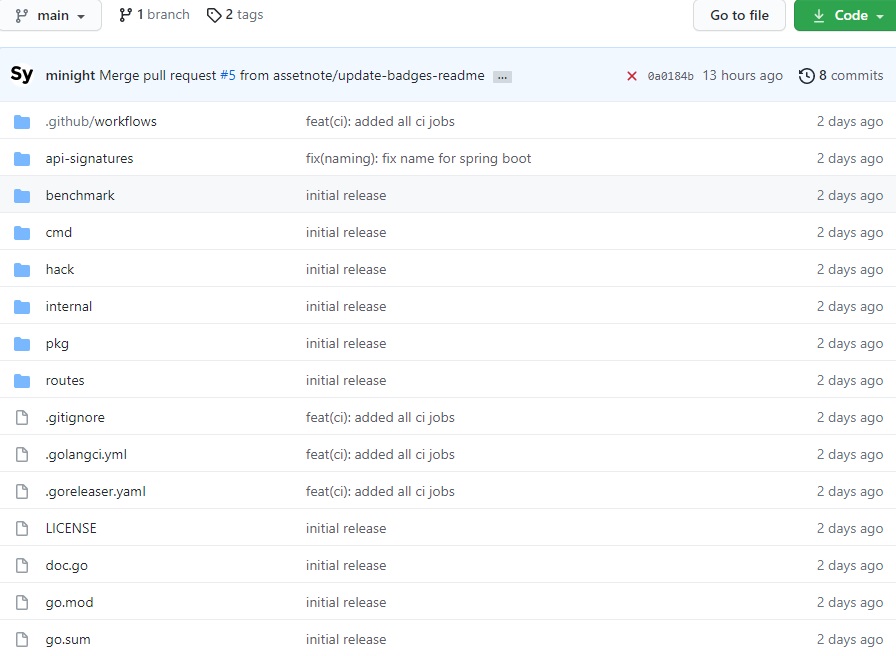 main 1 branch 2 tags Go to file Code
Sy minight Merge pull request #5 from assetnote/update-badges-readme ... 0a0184b 13 hours ago 8 commits
.github/workflows feat(ci): added all ci jobs 2 days ago
api-signatures fix(naming): fix name for spring boot 2 days ago
benchmark initial release 2 days ago
cmd initial release 2 days ago
hack initial release 2 days ago
internal initial release 2 days ago
pkg initial release 2 days ago
routes initial release 2 days ago
.gitignore feat(ci): added all ci jobs 2 days ago
.golangci.yml feat(ci): added all ci jobs 2 days ago
.goreleaser.yaml feat(ci): added all ci jobs 2 days ago
LICENSE initial release 2 days ago
doc.go initial release 2 days ago
go.mod initial release 2 days ago
go.sum initial release 2 days ago